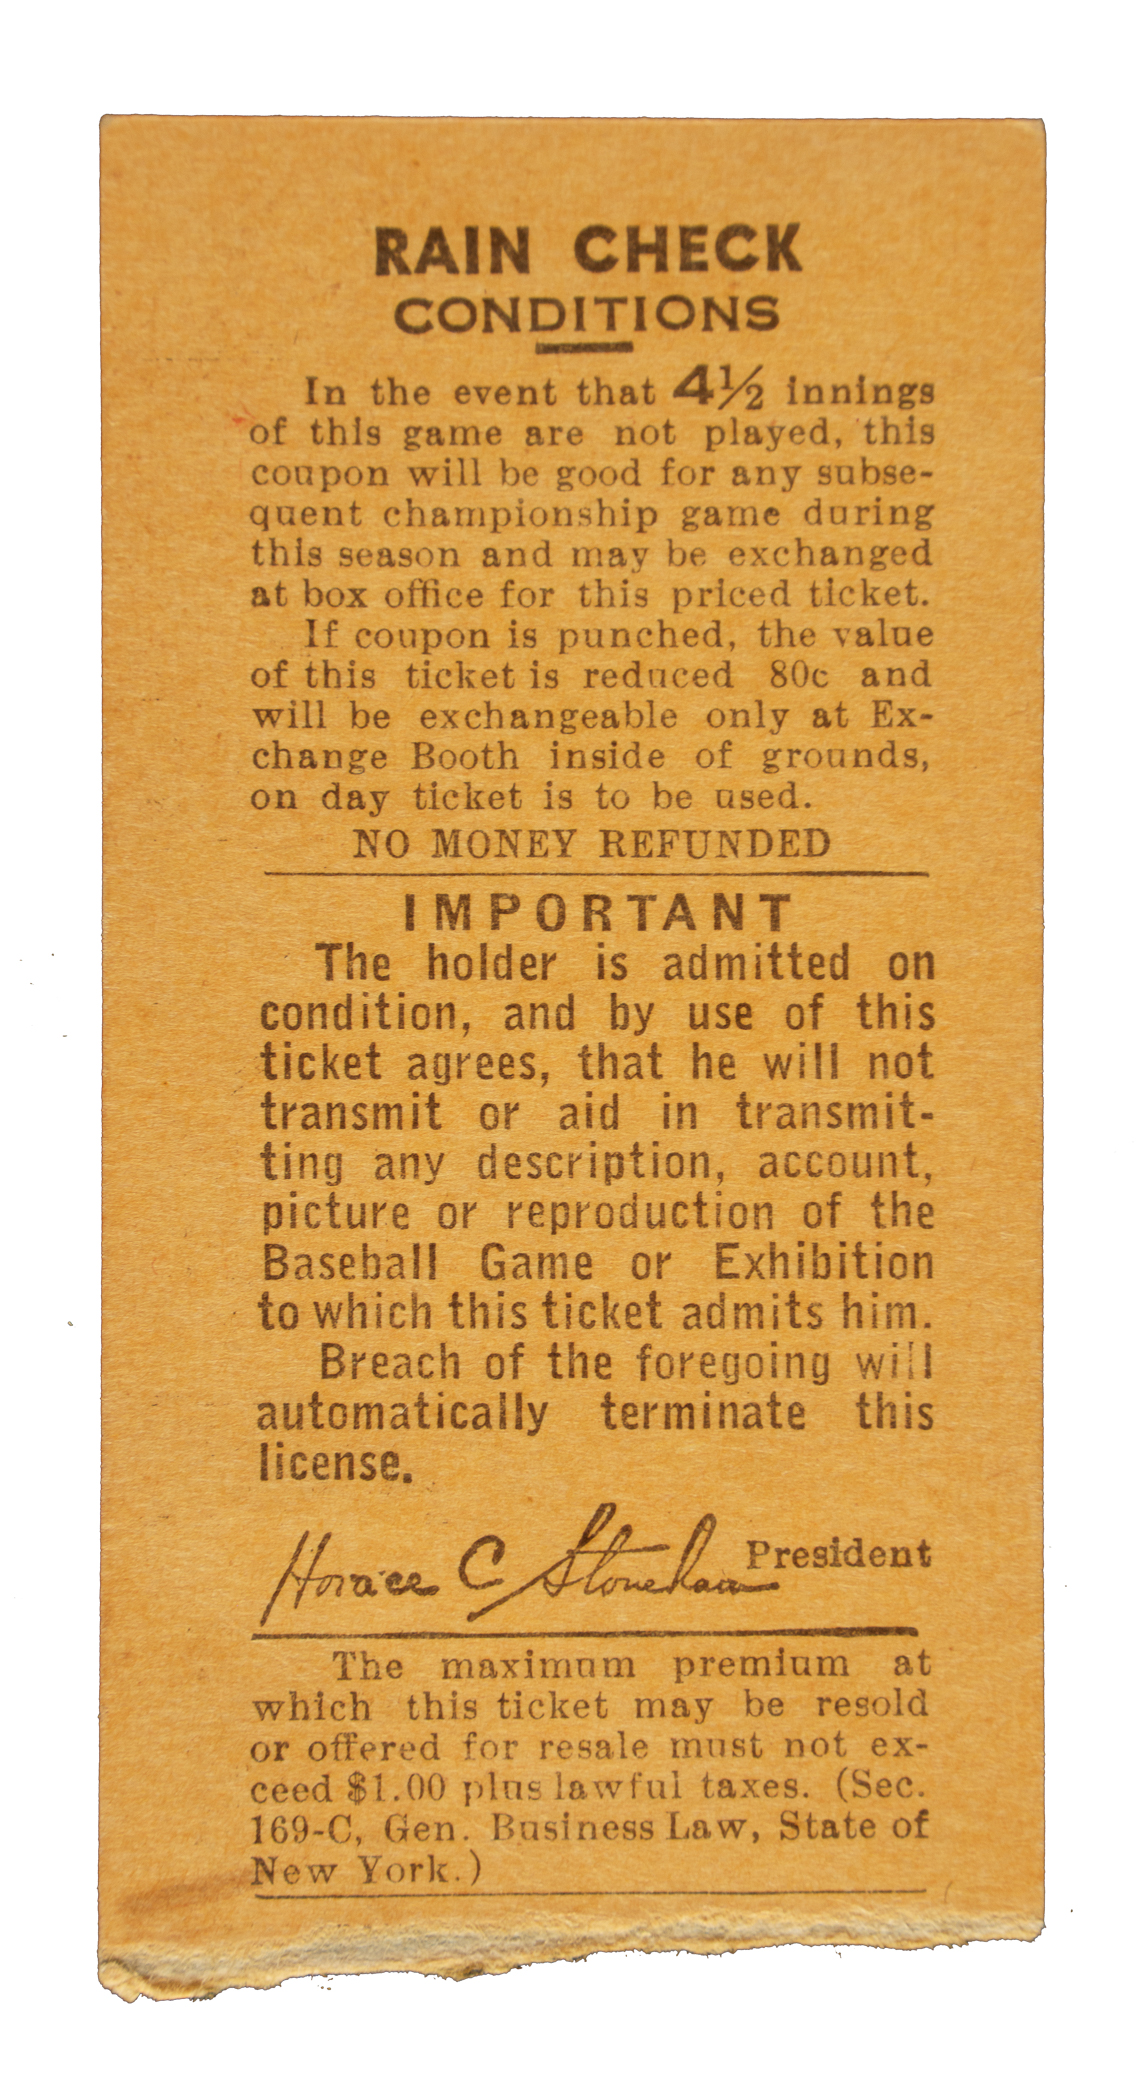 RAIN CHECK
CONDITIONS
In the event that 4½ innings
of this game are not played, this
coupon will be good for any subse-
quent championship game during
this season and may be exchanged
at box office for this priced ticket.
If coupon is punched, the value
of this ticket is reduced 80c and
will be exchangeable only at Ex-
change Booth inside of grounds,
on day ticket is to be used.
NO MONEY REFUNDED
IMPORTANT
The holder is admitted on
condition, and by use of this
ticket agrees, that he will not
transmit or aid in transmit-
ting any description, account,
picture or reproduction of the
Baseball Game or Exhibition
to which this ticket admits him.
Breach of the foregoing will
automatically terminate this
license.
Horace C Stoneham President
The maximum premium at
which this ticket may be resold
or offered for resale must not ex-
ceed $1.00 plus lawful taxes. (Sec.
169-C, Gen. Business Law, State of
New York.)